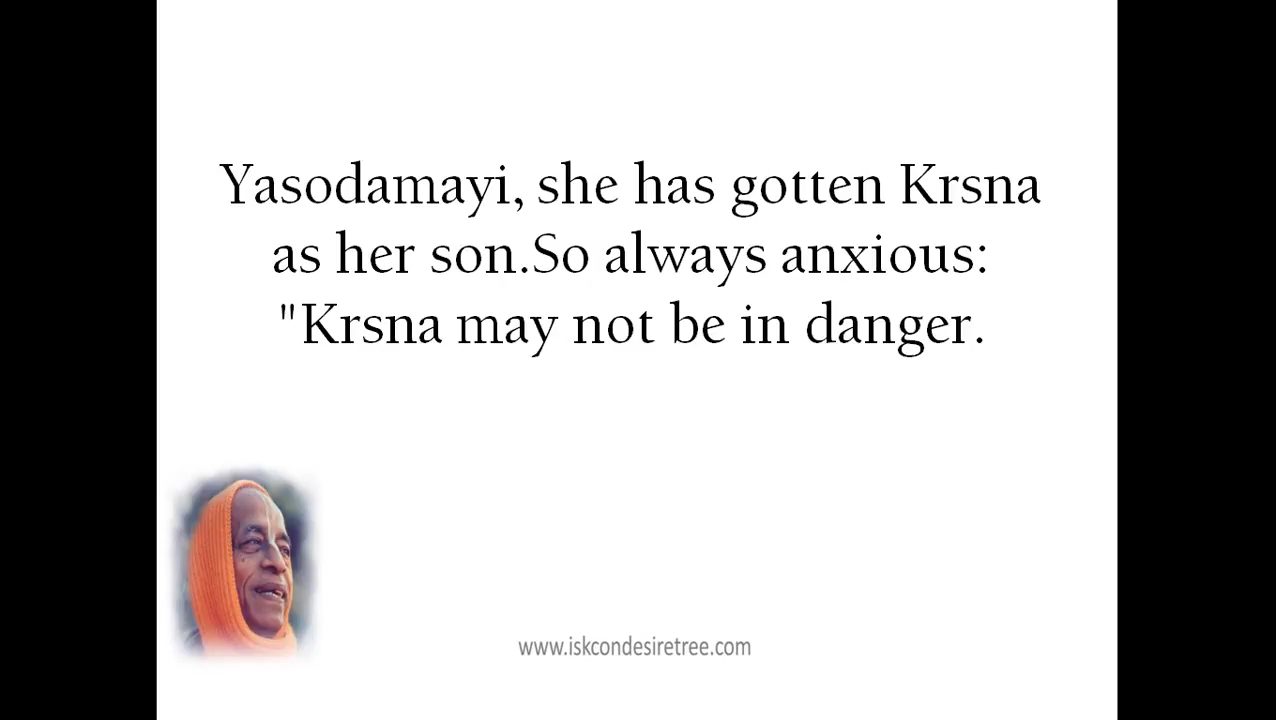 Yasodamayi, she has gotten Krsna
as her son.So always anxious:
"Krsna may not be in danger.
www.iskcondesiretree.com